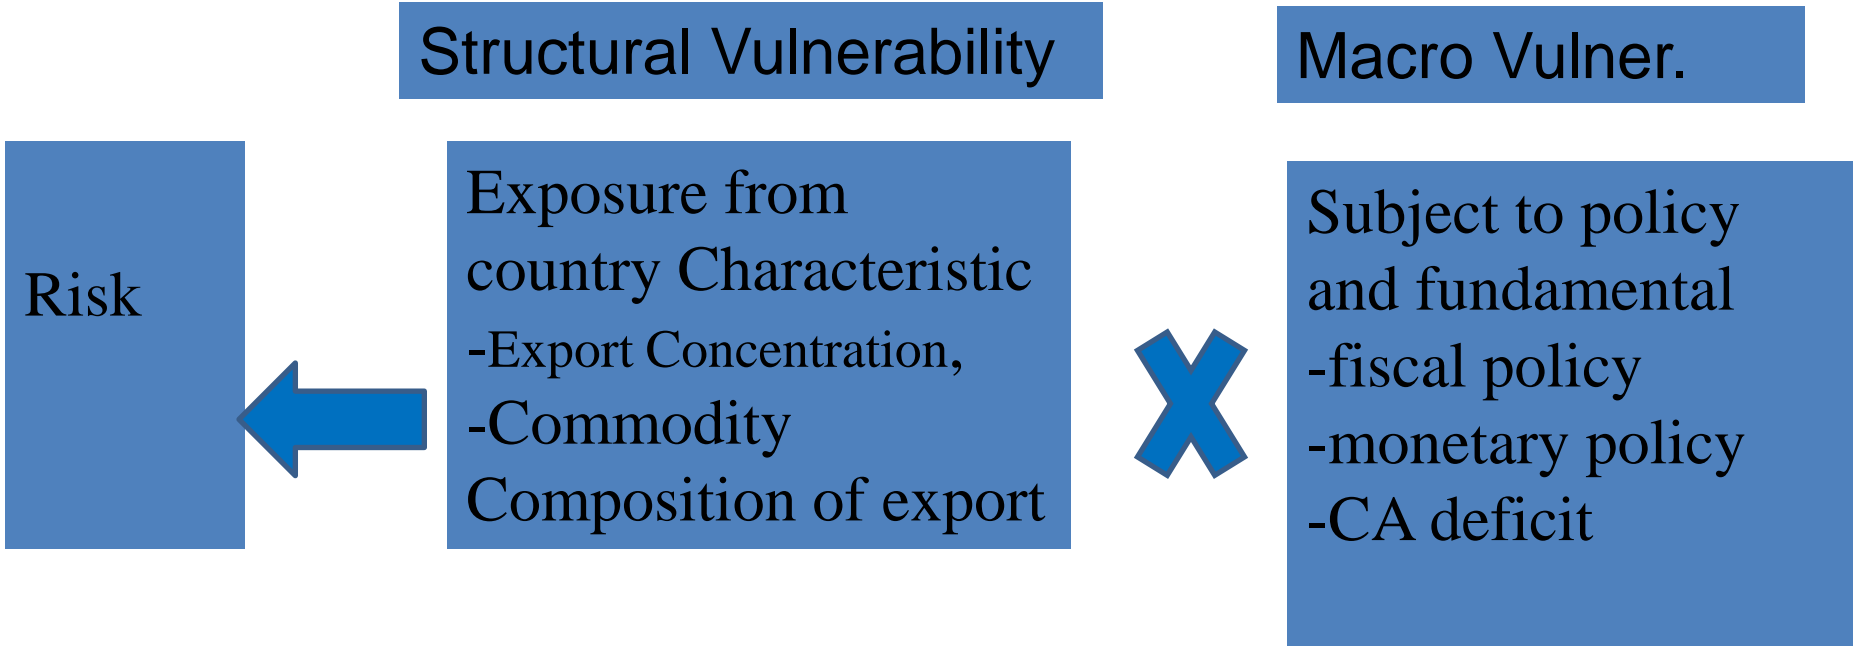 Structural Vulnerability
Macro Vulner.
Risk
Exposure from
country Characteristic
-Export Concentration,
-Commodity
Composition of export
Subject to policy
and fundamental
-fiscal policy
-monetary policy
-CA deficit